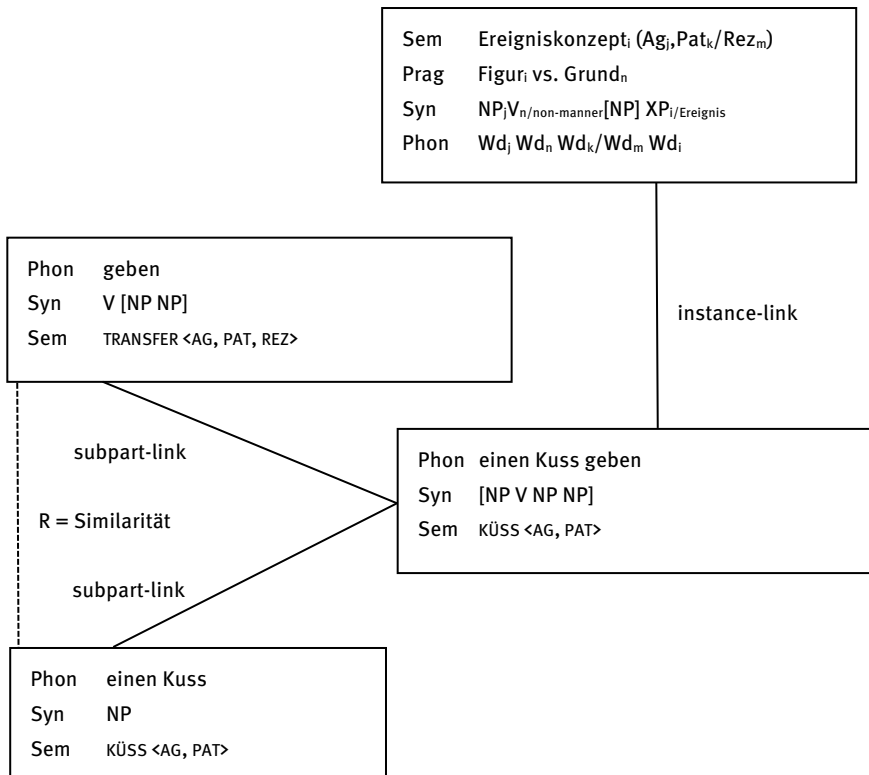 Sem Ereigniskonzeptᵢ (Agⱼ,Patₖ/Rezₘ)
Prag Figurᵢ vs. Grundₙ
Syn NPⱼVₙ/non-manner[NP] XPᵢ/Ereignis
Phon Wdⱼ Wdₙ Wdₖ/Wdₘ Wdᵢ
Phon geben
Syn V [NP NP]
Sem TRANSFER <AG, PAT, REZ>
instance-link
subpart-link
Phon einen Kuss geben
Syn [NP V NP NP]
Sem KÜSS <AG, PAT>
R = Similarität
subpart-link
Phon einen Kuss
Syn NP
Sem KÜSS <AG, PAT>